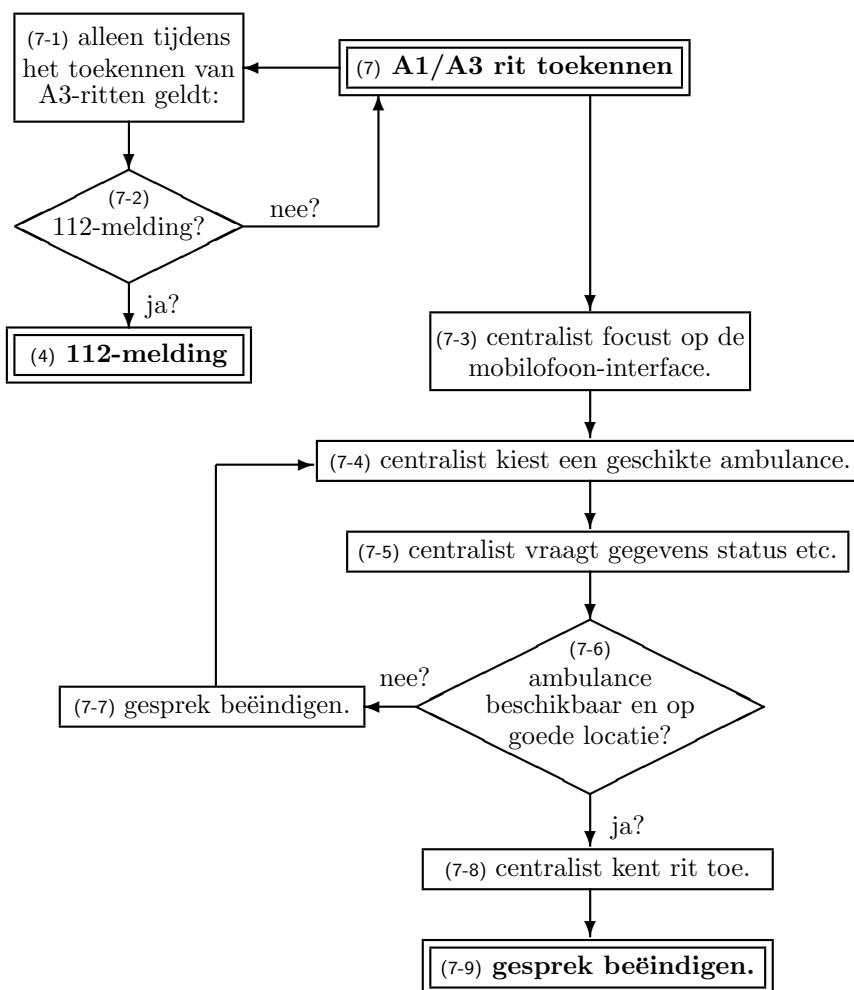 (7-1) alleen tijdens
het toekennen van
A3-ritten geldt:
(7) A1/A3 rit toekennen
(7-2)
112-melding?
nee?
ja?
(4) 112-melding
(7-3) centralist focust op de
mobilofoon-interface.
(7-4) centralist kiest een geschikte ambulance.
(7-5) centralist vraagt gegevens status etc.
(7-6)
ambulance
beschikbaar en op
goede locatie?
nee?
(7-7) gesprek beëindigen.
ja?
(7-8) centralist kent rit toe.
(7-9) gesprek beëindigen.